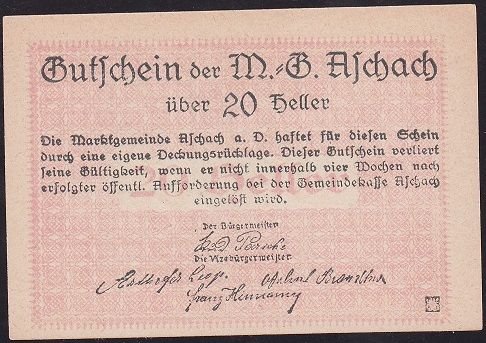 Gutschein der M.=G. Aschach
über 20 Heller
Die Marktgemeinde Aschach a. D. haftet für diesen Schein
durch eine eigene Deckungsrücklage. Dieser Gutschein verliert
seine Gültigkeit, wenn er nicht innerhalb vier Wochen nach
erfolgter öffentl. Aufforderung bei der Gemeindekasse Aschach
eingelöst wird.
Der Bürgermeister
Die Vizebürgermeister